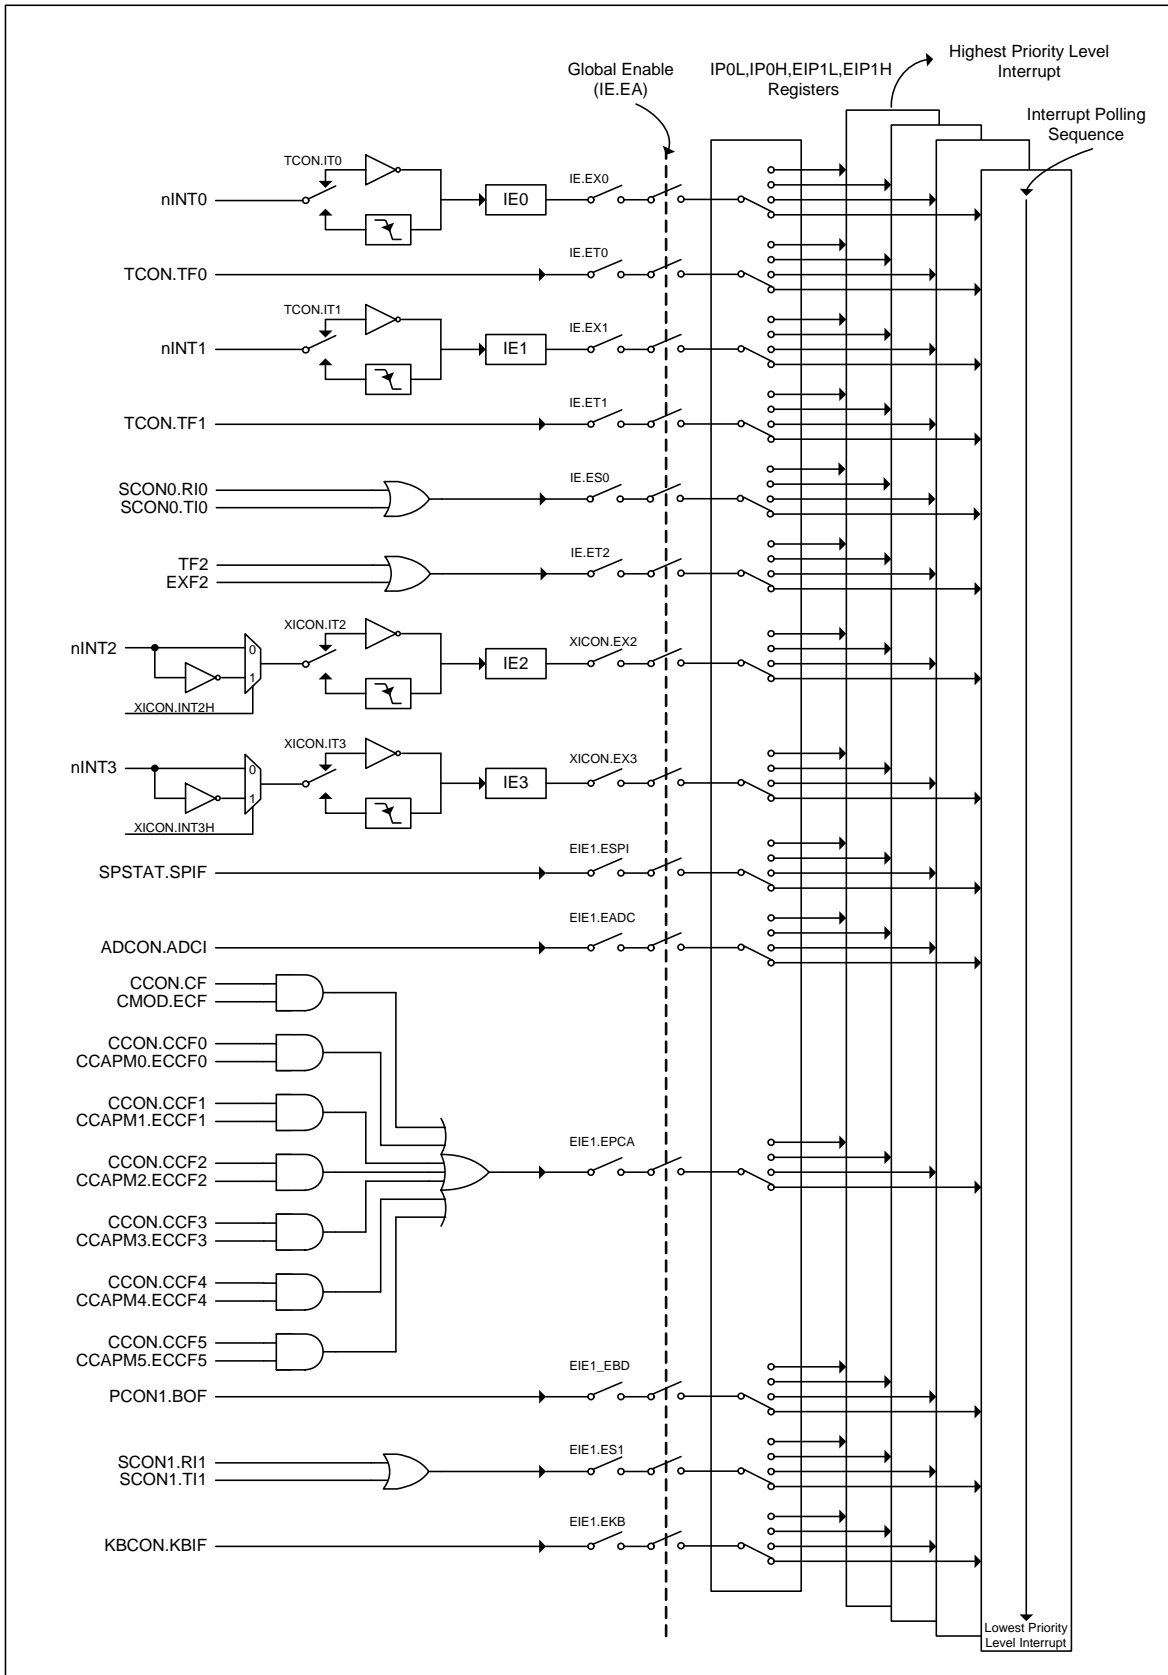 Highest Priority Level
Interrupt
Global Enable
(IE.EA)
IP0L,IP0H,EIP1L,EIP1H
Registers
Interrupt Polling
Sequence
TCON.IT0
nINT0
IE0
IE.EX0
TCON.TF0
IE.ET0
TCON.IT1
nINT1
IE1
IE.EX1
TCON.TF1
IE.ET1
SCON0.RI0
SCON0.TI0
IE.ES0
TF2
EXF2
IE.ET2
nINT2
0
1
XICON.INT2H
XICON.IT2
IE2
XICON.EX2
nINT3
0
1
XICON.INT3H
XICON.IT3
IE3
XICON.EX3
SPSTAT.SPIF
EIE1.ESPI
ADCON.ADCI
EIE1.EADC
CCON.CF
CMOD.ECF
CCON.CCF0
CCAPM0.ECCF0
CCON.CCF1
CCAPM1.ECCF1
CCON.CCF2
CCAPM2.ECCF2
EIE1.EPCA
CCON.CCF3
CCAPM3.ECCF3
CCON.CCF4
CCAPM4.ECCF4
CCON.CCF5
CCAPM5.ECCF5
PCON1.BOF
EIE1_EBD
SCON1.RI1
SCON1.TI1
EIE1.ES1
KBCON.KBIF
EIE1.EKB
Lowest Priority
Level Interrupt